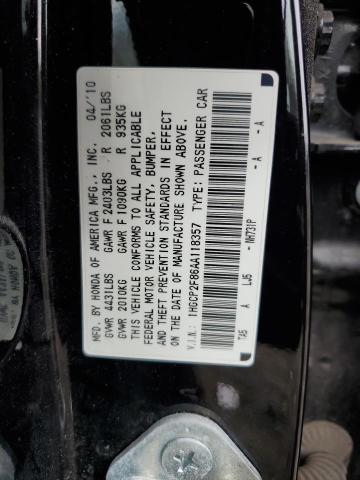 MFD. BY HONDA OF AMERICA MFG., INC. 04/'10
GVWR 4431LBS GAWR F 2403LBS R 2061LBS
GVWR 2010KG GAWR F 1090KG R 935KG
THIS VEHICLE CONFORMS TO ALL APPLICABLE
FEDERAL MOTOR VEHICLE SAFETY, BUMPER,
AND THEFT PREVENTION STANDARDS IN EFFECT
ON THE DATE OF MANUFACTURE SHOWN ABOVE.
V.I.N.: 1HGCP2F86AA118357 TYPE: PASSENGER CAR
TA5 A LJ5 - NH731P - A - A